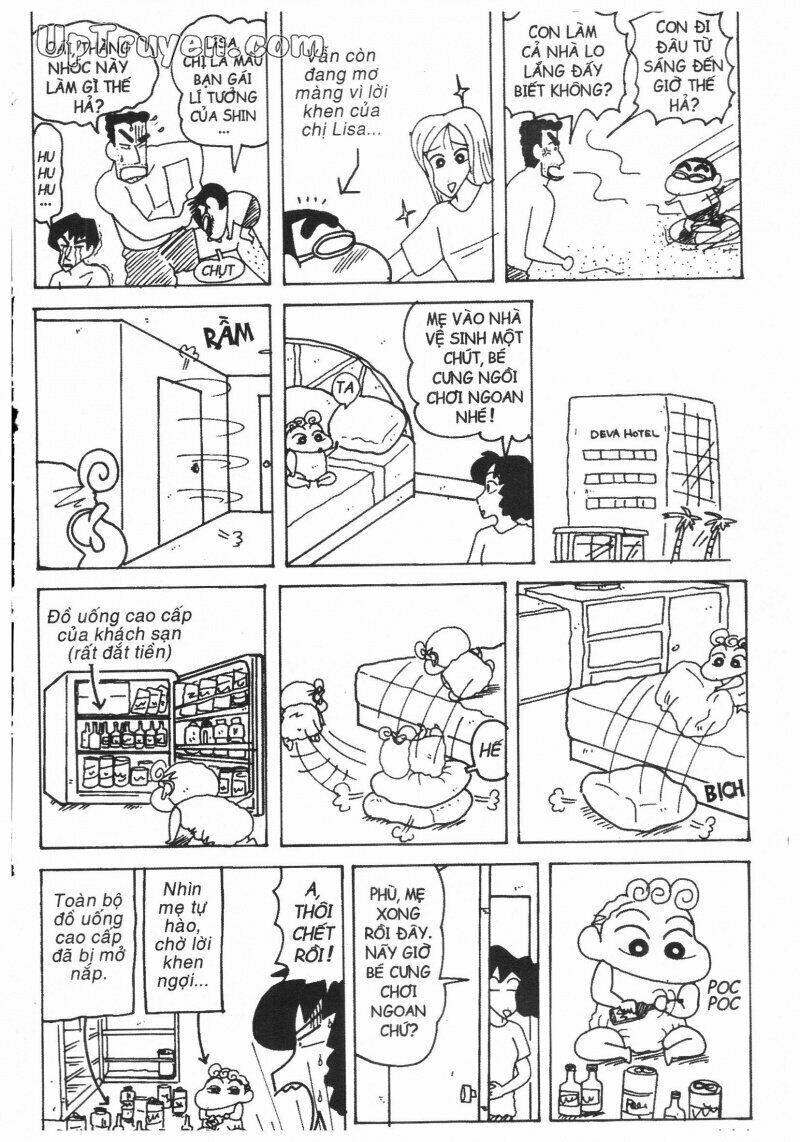 UpTruyen.com
CON ĐI
ĐÂU TỪ
SÁNG ĐẾN
GIỜ THẾ
HẢ?
CON LÀM
CẢ NHÀ LO
LẮNG ĐẤY
BIẾT KHÔNG?
Vẫn còn
đang mơ
màng vì lời
khen của
chị Lisa...
LISA
CHỊ LÀ MẪU
BẠN GÁI
LÍ TƯỞNG
CỦA SHIN
...
CÁI THẰNG
NHÓC NÀY
LÀM GÌ THẾ
HẢ?
HU
HU
HU
...
CHỤT
DEVA HOTEL
MẸ VÀO NHÀ
VỆ SINH MỘT
CHÚT, BÉ
CƯNG NGỒI
CHƠI NGOAN
NHÉ!
TA
RẦM
BỊCH
HẾ
Đồ uống cao cấp
của khách sạn
(rất đắt tiền)
POC
POC
PHÙ, MẸ
XONG
RỒI ĐÂY.
NÃY GIỜ
BÉ CƯNG
CHƠI
NGOAN
CHỨ?
A,
THÔI
CHẾT
RỒI!
Nhìn
mẹ tự
hào,
chờ lời
khen
ngợi...
Toàn bộ
đồ uống
cao cấp
đã bị mở
nắp.